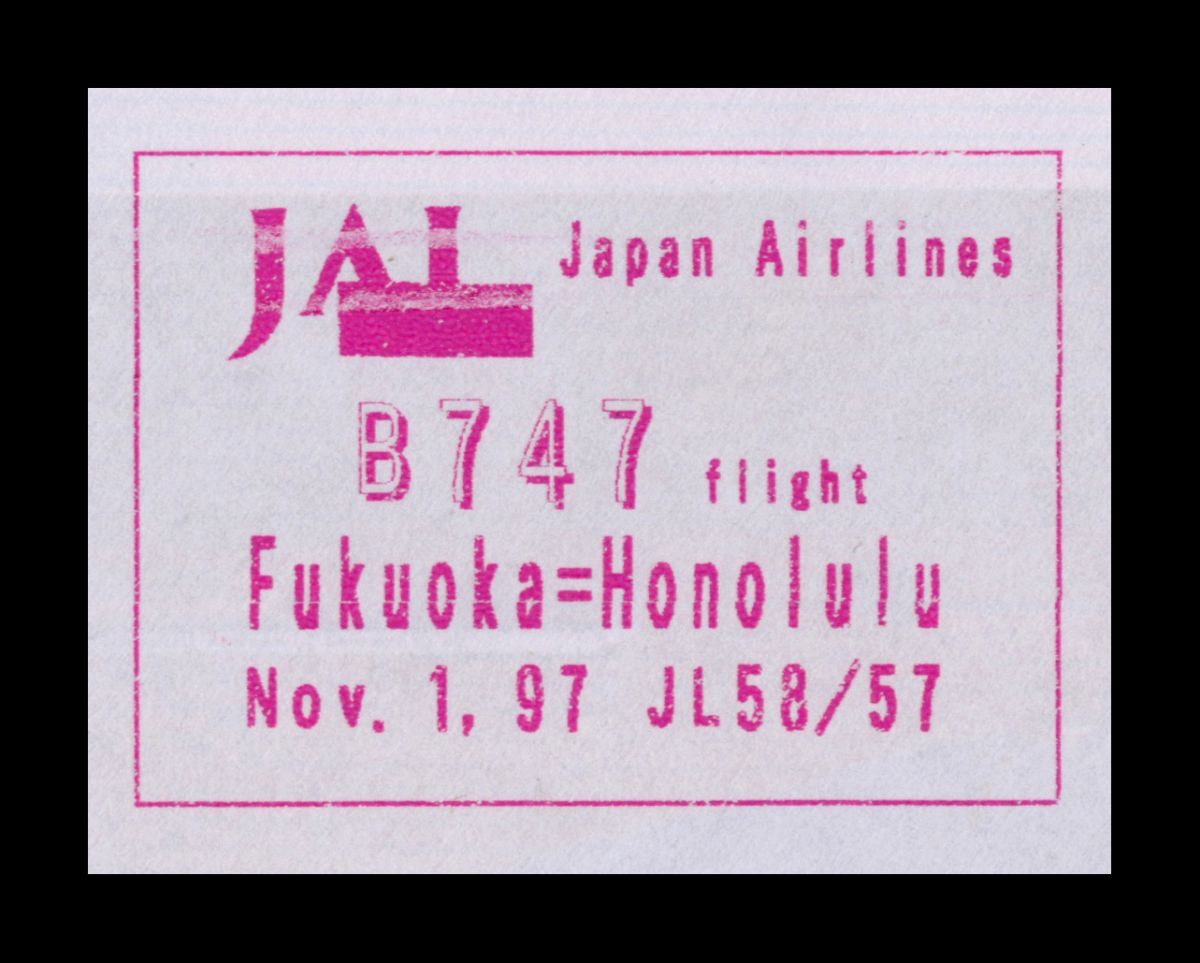 JAL Japan Airlines
B747 flight
Fukuoka=Honolulu
Nov. 1, 97 JL58/57